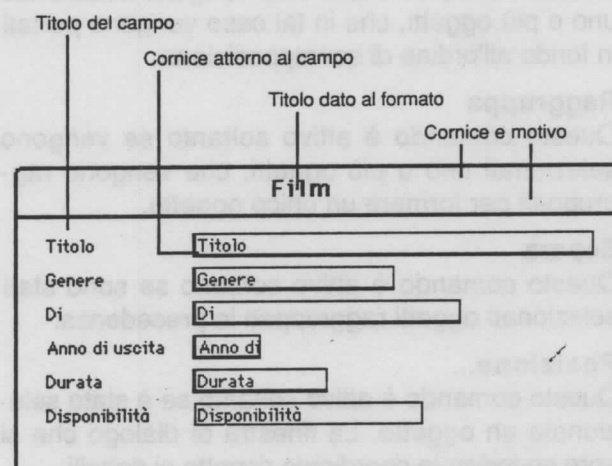 Titolo del campo
Cornice attorno al campo
Titolo dato al formato
Cornice e motivo
Film
Titolo Titolo
Genere Genere
Di Di
Anno di uscita Anno di
Durata Durata
Disponibilità Disponibilità